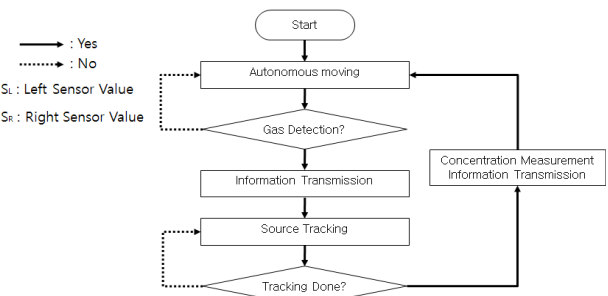 Start
: Yes
: No
SL : Left Sensor Value
SR : Right Sensor Value
Autonomous moving
Gas Detection?
Information Transmission
Concentration Measurement
Information Transmission
Source Tracking
Tracking Done?